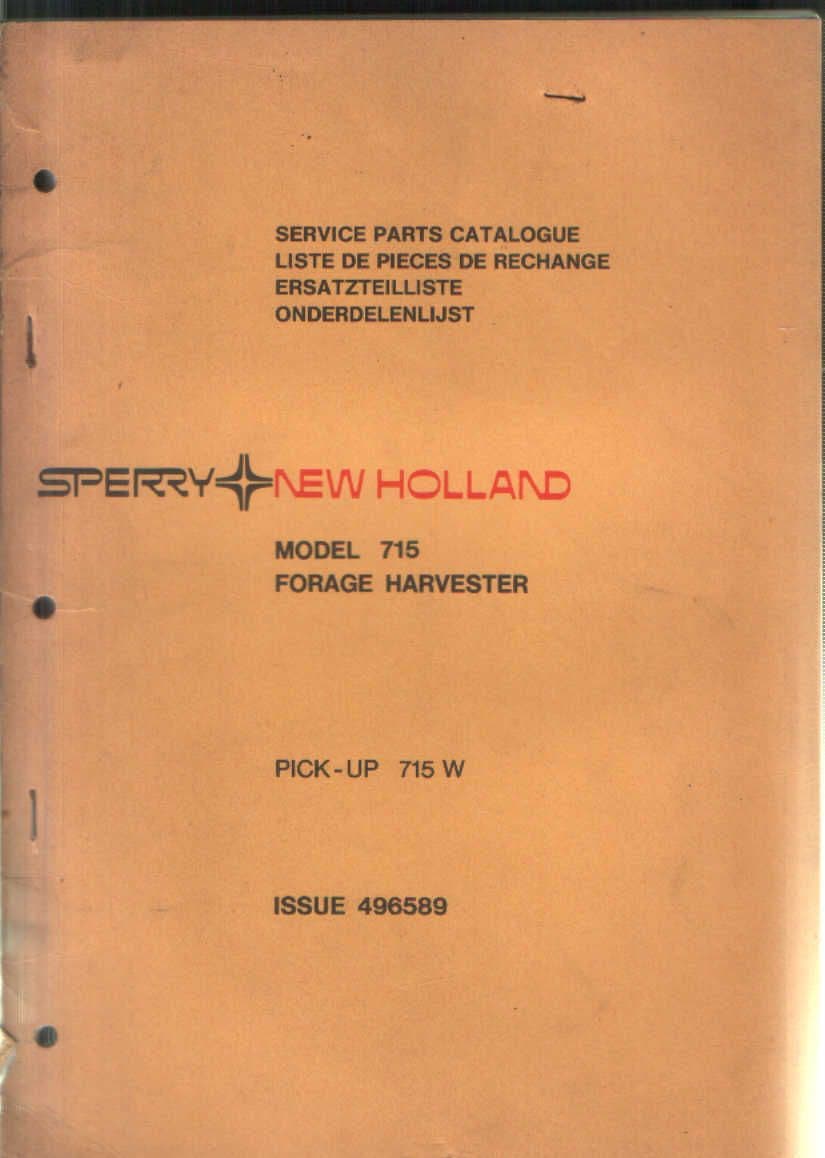 SERVICE PARTS CATALOGUE
LISTE DE PIECES DE RECHANGE
ERSATZTEILLISTE
ONDERDELENLIJST
SPERRY NEW HOLLAND
MODEL 715
FORAGE HARVESTER
PICK-UP 715 W
ISSUE 496589